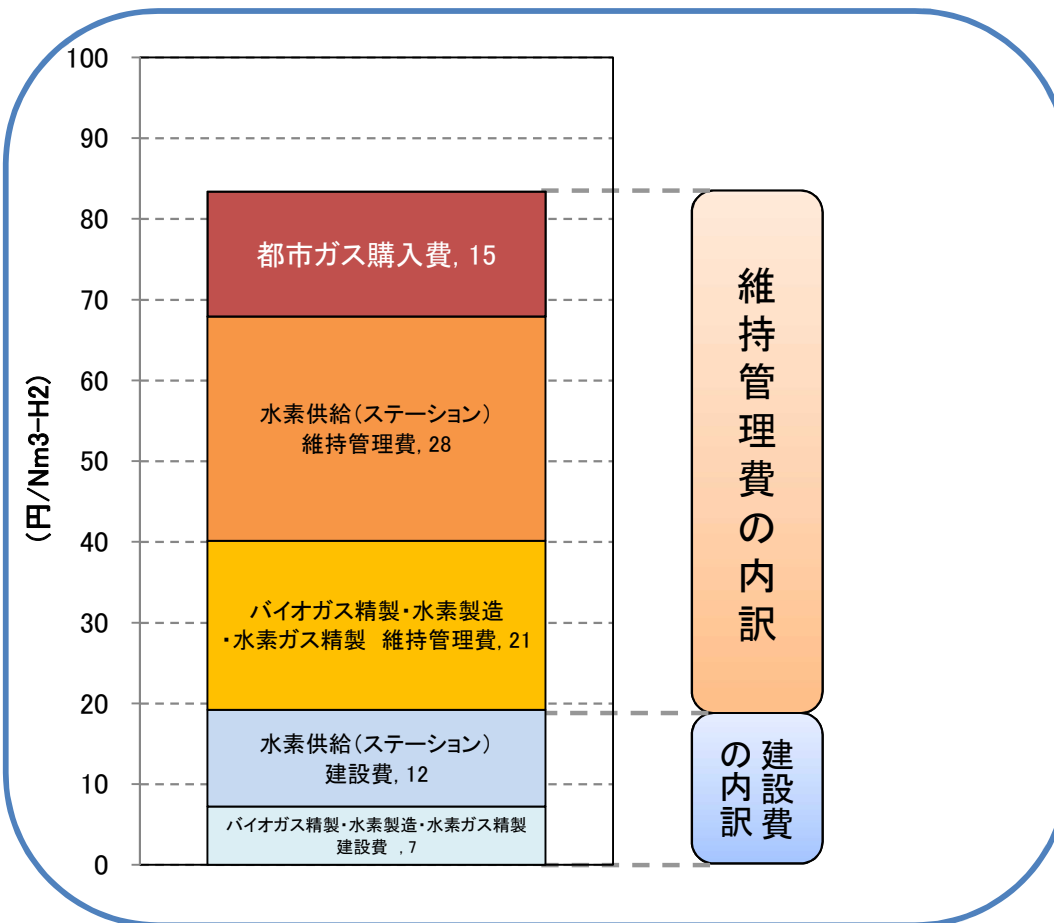 100
90
80
70
60
50
40
30
20
10
0
(円/Nm3-H2)
都市ガス購入費, 15
水素供給(ステーション)
維持管理費, 28
バイオガス精製・水素製造
・水素ガス精製　維持管理費, 21
水素供給(ステーション)
建設費, 12
バイオガス精製・水素製造・水素ガス精製
建設費　, 7
維持管理費の内訳
建設費
の内訳